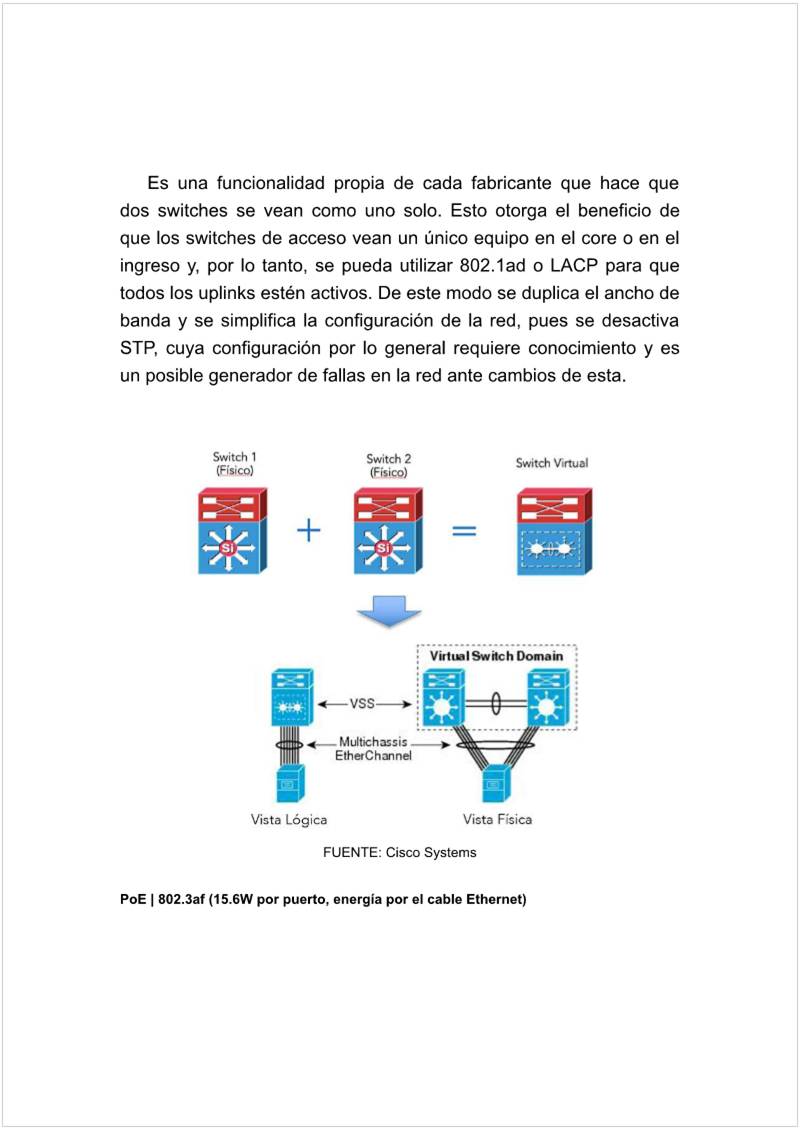 Es una funcionalidad propia de cada fabricante que hace que
dos switches se vean como uno solo. Esto otorga el beneficio de
que los switches de acceso vean un único equipo en el core o en el
ingreso y, por lo tanto, se pueda utilizar 802.1ad o LACP para que
todos los uplinks estén activos. De este modo se duplica el ancho de
banda y se simplifica la configuración de la red, pues se desactiva
STP, cuya configuración por lo general requiere conocimiento y es
un posible generador de fallas en la red ante cambios de esta.
Switch 1
(Físico)
Switch 2
(Físico)
Switch Virtual
Si
+
Si
=
Virtual Switch Domain
VSS
Multichassis
EtherChannel
Vista Lógica
Vista Física
FUENTE: Cisco Systems
PoE | 802.3af (15.6W por puerto, energía por el cable Ethernet)